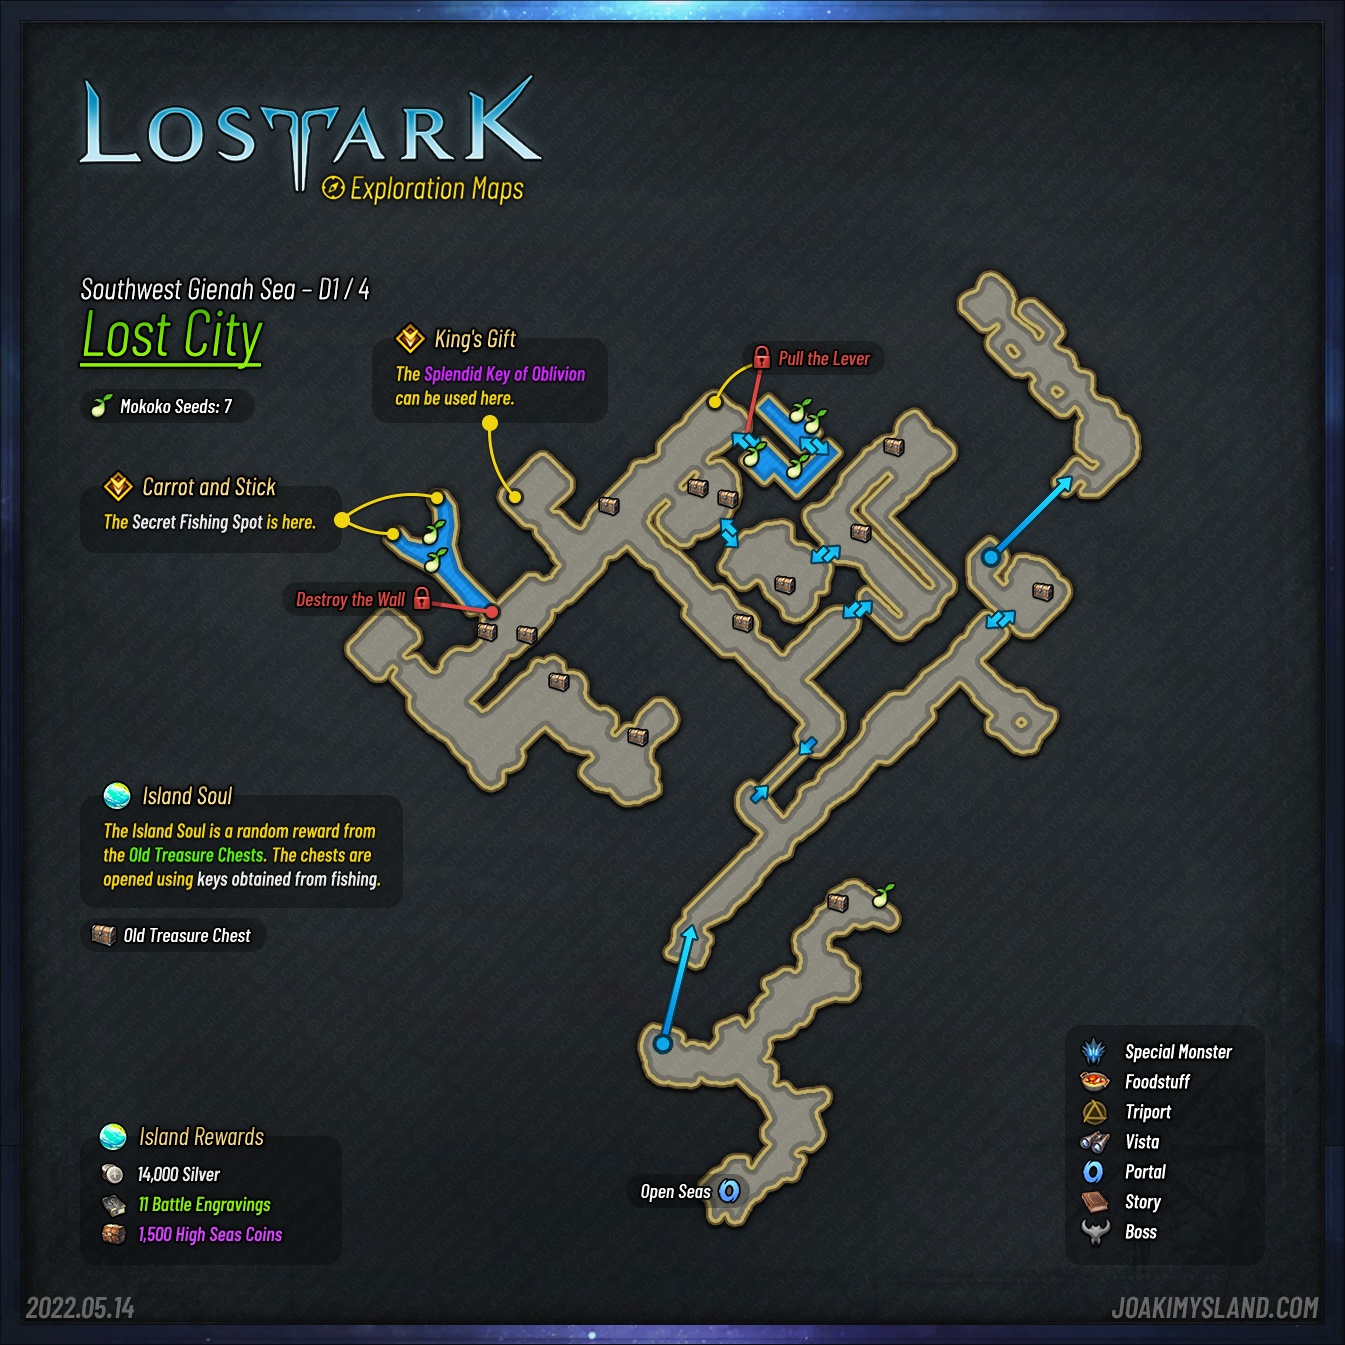 LOST ARK
Exploration Maps
Southwest Gienah Sea – D1 / 4
Lost City
Mokoko Seeds: 7
King's Gift
The Splendid Key of Oblivion
can be used here.
Pull the Lever
Carrot and Stick
The Secret Fishing Spot is here.
Destroy the Wall
Island Soul
The Island Soul is a random reward from
the Old Treasure Chests. The chests are
opened using keys obtained from fishing.
Old Treasure Chest
Open Seas
Island Rewards
14,000 Silver
11 Battle Engravings
1,500 High Seas Coins
Special Monster
Foodstuff
Triport
Vista
Portal
Story
Boss
2022.05.14
JOAKIMYSLAND.COM